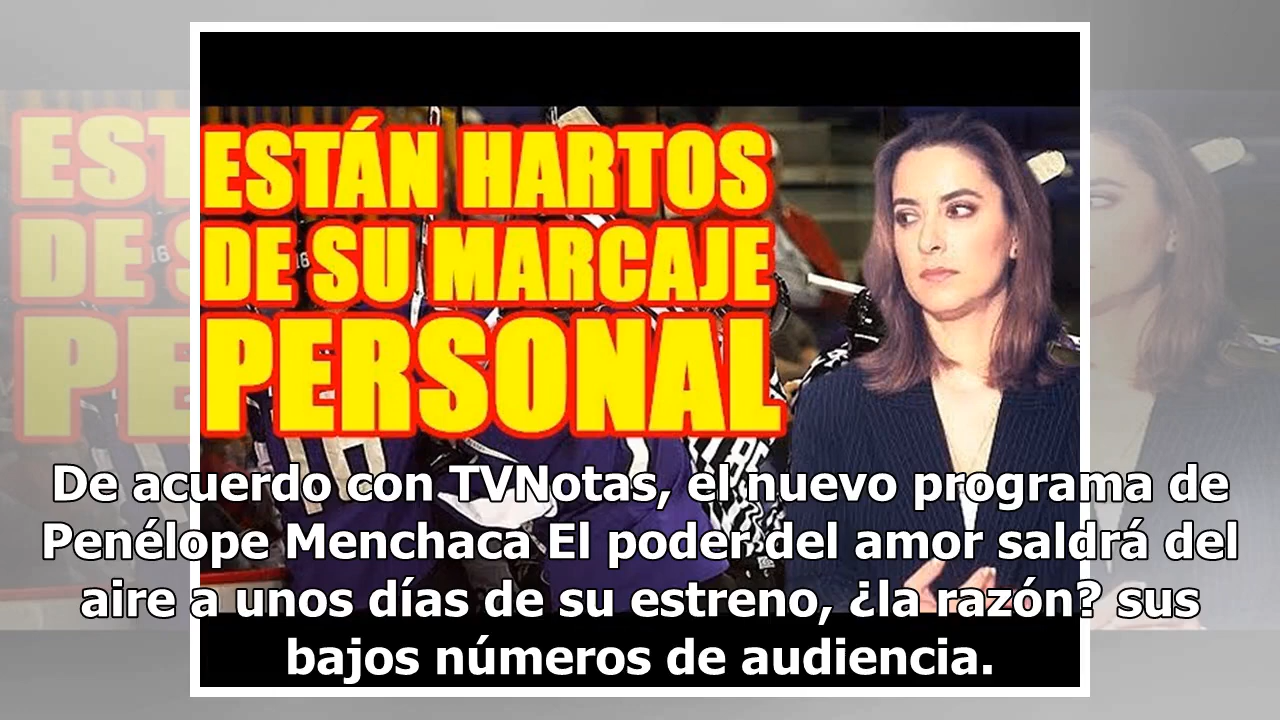 ESTÁN HARTOS
DE SU MARCAJE
PERSONAL
De acuerdo con TVNotas, el nuevo programa de
Penélope Menchaca El poder del amor saldrá del
aire a unos días de su estreno, ¿la razón? sus
bajos números de audiencia.